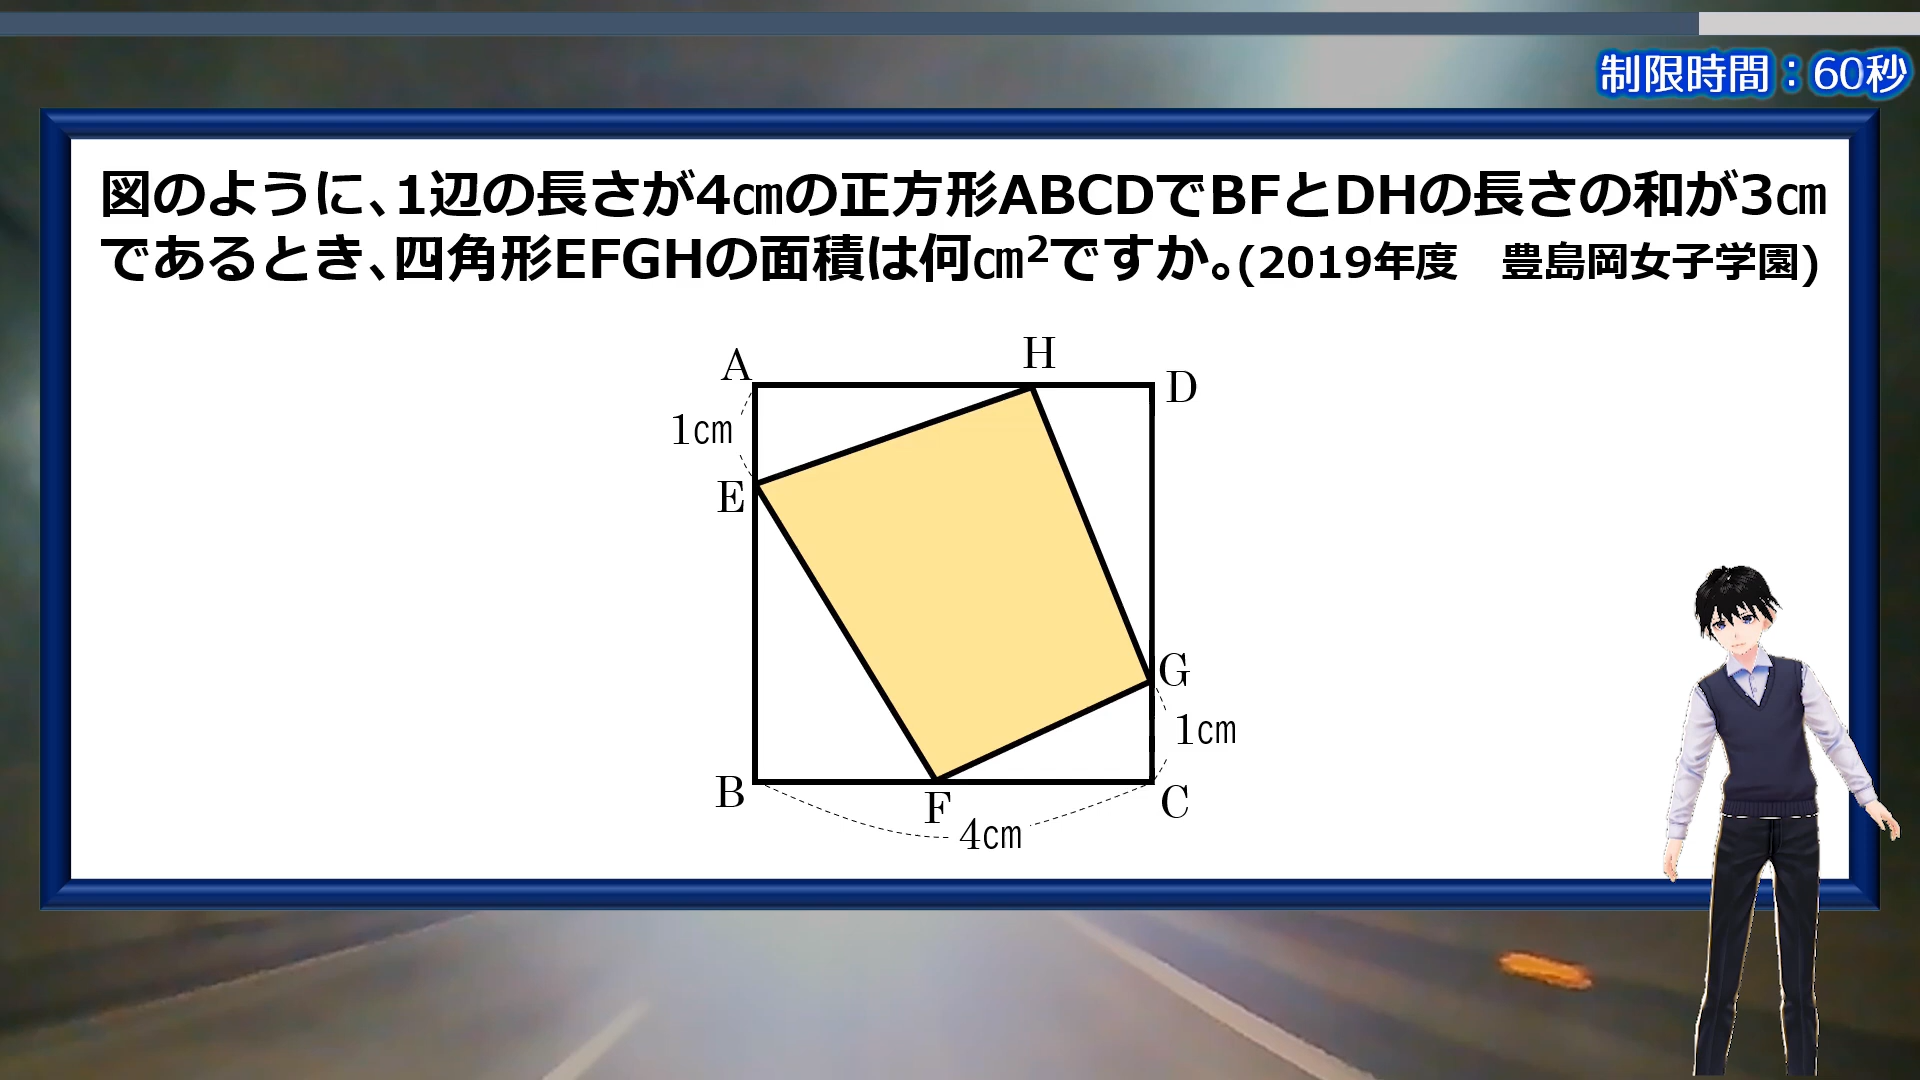 制限時間：60秒
図のように、1辺の長さが4㎝の正方形ABCDでBFとDHの長さの和が3㎝
であるとき、四角形EFGHの面積は何㎝²ですか。(2019年度　豊島岡女子学園)
H
A
D
1㎝
E
G
1㎝
B
F
C
4㎝